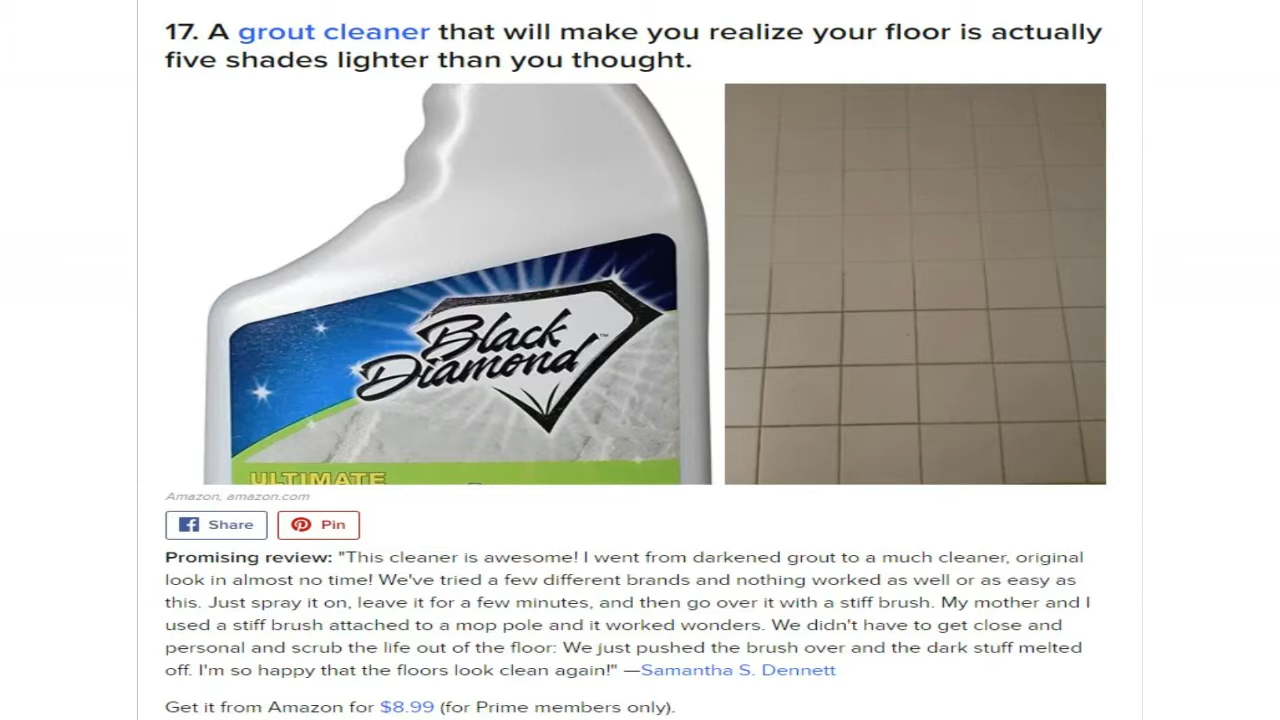 17. A grout cleaner that will make you realize your floor is actually
five shades lighter than you thought.
Black
Diamond™
ULTIMATE
Amazon, amazon.com
Share
Pin
Promising review: "This cleaner is awesome! I went from darkened grout to a much cleaner, original
look in almost no time! We've tried a few different brands and nothing worked as well or as easy as
this. Just spray it on, leave it for a few minutes, and then go over it with a stiff brush. My mother and I
used a stiff brush attached to a mop pole and it worked wonders. We didn't have to get close and
personal and scrub the life out of the floor: We just pushed the brush over and the dark stuff melted
off. I'm so happy that the floors look clean again!" —Samantha S. Dennett
Get it from Amazon for $8.99 (for Prime members only).